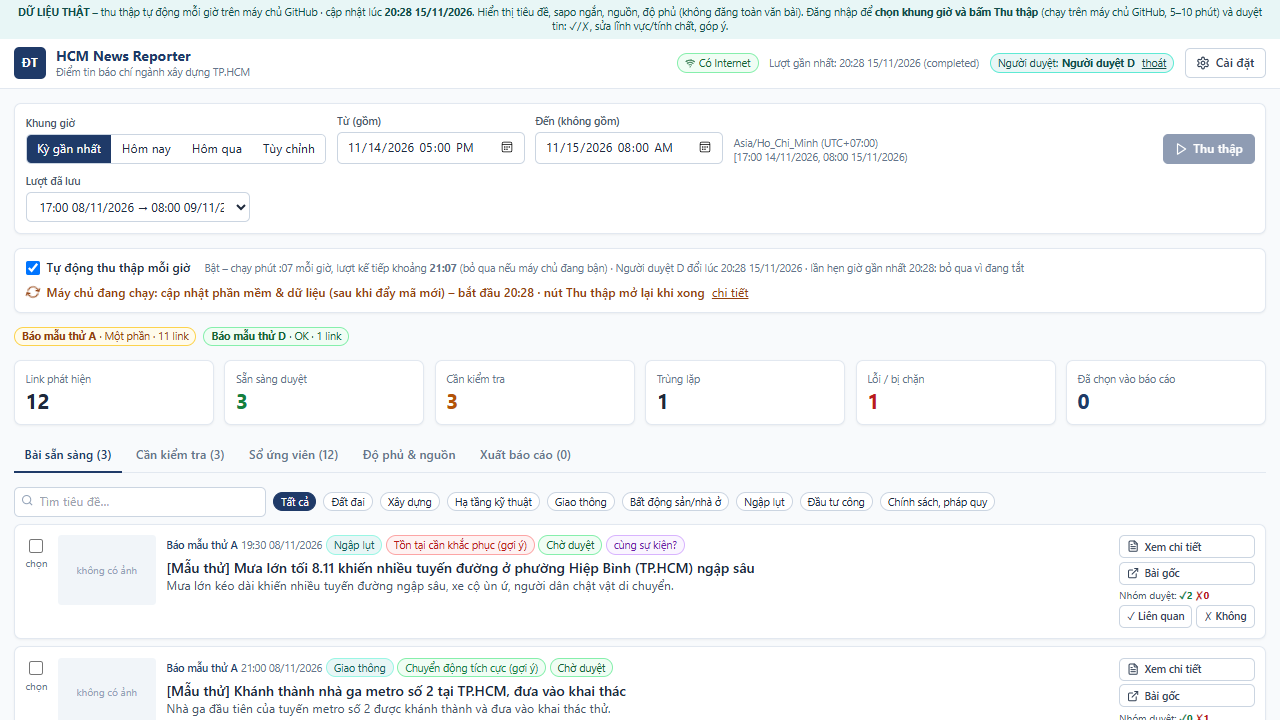 DỮ LIỆU THẬT – thu thập tự động mỗi giờ trên máy chủ GitHub · cập nhật lúc 20:28 15/11/2026. Hiển thị tiêu đề, sapo ngắn, nguồn, độ phủ (không đăng toàn văn bài). Đăng nhập để chọn khung giờ và bấm Thu thập (chạy trên máy chủ GitHub, 5–10 phút) và duyệt
tin: ✓/✗, sửa lĩnh vực/tính chất, góp ý.
ĐT
HCM News Reporter
Điểm tin báo chí ngành xây dựng TP.HCM
Có Internet
Lượt gần nhất: 20:28 15/11/2026 (completed)
Người duyệt: Người duyệt D thoát
Cài đặt
Khung giờ
Từ (gồm)
Đến (không gồm)
Kỳ gần nhất
Hôm nay
Hôm qua
Tùy chỉnh
11/14/2026 05:00 PM
11/15/2026 08:00 AM
Asia/Ho_Chi_Minh (UTC+07:00)
[17:00 14/11/2026, 08:00 15/11/2026)
Thu thập
Lượt đã lưu
17:00 08/11/2026 → 08:00 09/11/2
Tự động thu thập mỗi giờ
Bật – chạy phút :07 mỗi giờ, lượt kế tiếp khoảng 21:07 (bỏ qua nếu máy chủ đang bận) · Người duyệt D đổi lúc 20:28 15/11/2026 · lần hẹn giờ gần nhất 20:28: bỏ qua vì đang tắt
Máy chủ đang chạy: cập nhật phần mềm & dữ liệu (sau khi đẩy mã mới) – bắt đầu 20:28 · nút Thu thập mở lại khi xong chi tiết
Báo mẫu thử A · Một phần · 11 link
Báo mẫu thử D · OK · 1 link
Link phát hiện
12
Sẵn sàng duyệt
3
Cần kiểm tra
3
Trùng lặp
1
Lỗi / bị chặn
1
Đã chọn vào báo cáo
0
Bài sẵn sàng (3)
Cần kiểm tra (3)
Sổ ứng viên (12)
Độ phủ & nguồn
Xuất báo cáo (0)
Tìm tiêu đề...
Tất cả
Đất đai
Xây dựng
Hạ tầng kỹ thuật
Giao thông
Bất động sản/nhà ở
Ngập lụt
Đầu tư công
Chính sách, pháp quy
chọn
không có ảnh
Báo mẫu thử A 19:30 08/11/2026 Ngập lụt Tồn tại cần khắc phục (gợi ý) Chờ duyệt cùng sự kiện?
[Mẫu thử] Mưa lớn tối 8.11 khiến nhiều tuyến đường ở phường Hiệp Bình (TP.HCM) ngập sâu
Mưa lớn kéo dài khiến nhiều tuyến đường ngập sâu, xe cộ ùn ứ, người dân chật vật di chuyển.
Xem chi tiết
Bài gốc
Nhóm duyệt: ✓2 ✗0
✓ Liên quan
✗ Không
chọn
không có ảnh
Báo mẫu thử A 21:00 08/11/2026 Giao thông Chuyển động tích cực (gợi ý) Chờ duyệt
[Mẫu thử] Khánh thành nhà ga metro số 2 tại TP.HCM, đưa vào khai thác
Nhà ga đầu tiên của tuyến metro số 2 được khánh thành và đưa vào khai thác thử.
Xem chi tiết
Bài gốc
Nhóm duyệt: ✓0 ✗1